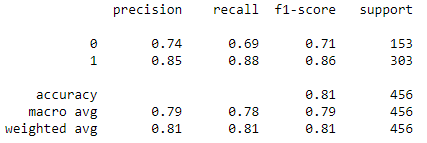 precision recall f1-score support
0 0.74 0.69 0.71 153
1 0.85 0.88 0.86 303
accuracy 0.81 456
macro avg 0.79 0.78 0.79 456
weighted avg 0.81 0.81 0.81 456